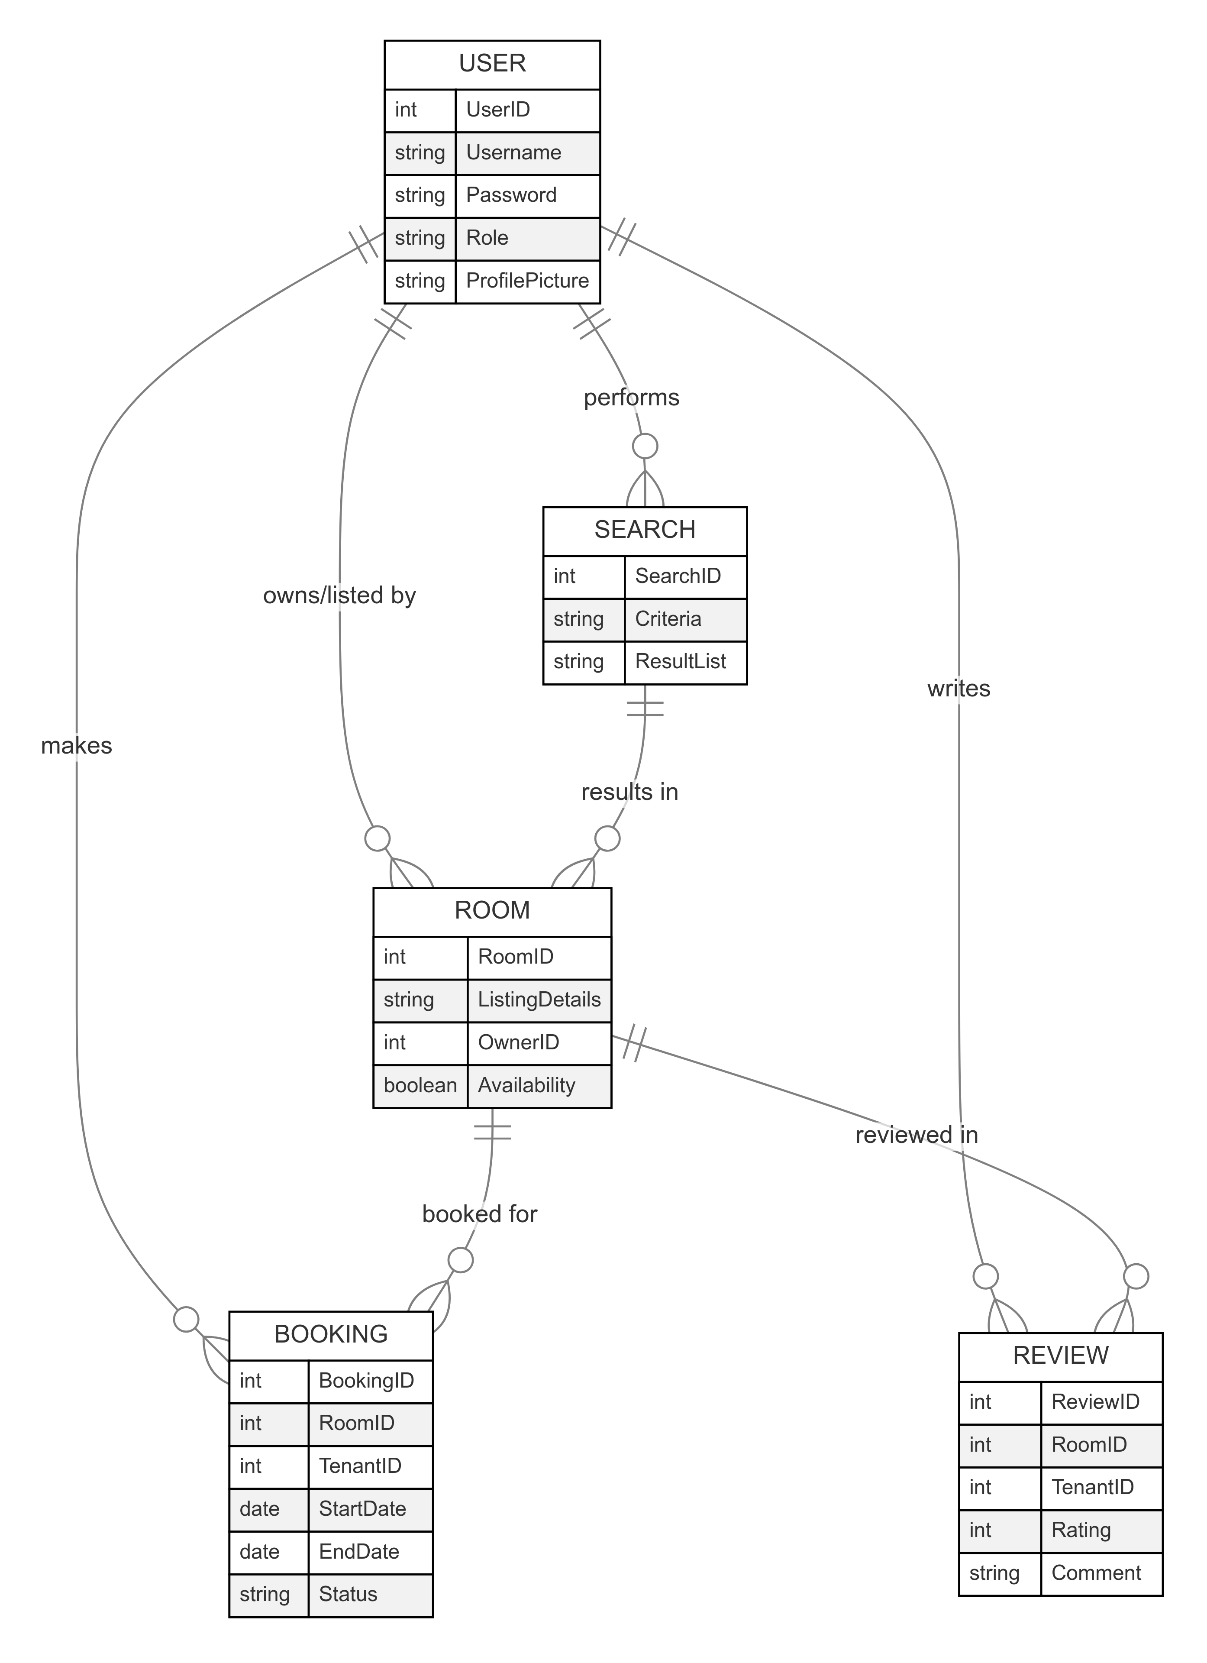 USER
int UserID
string Username
string Password
string Role
string ProfilePicture
performs
SEARCH
int SearchID
string Criteria
string ResultList
owns/listed by
writes
makes
results in
ROOM
int RoomID
string ListingDetails
int OwnerID
boolean Availability
reviewed in
booked for
BOOKING
int BookingID
int RoomID
int TenantID
date StartDate
date EndDate
string Status
REVIEW
int ReviewID
int RoomID
int TenantID
int Rating
string Comment